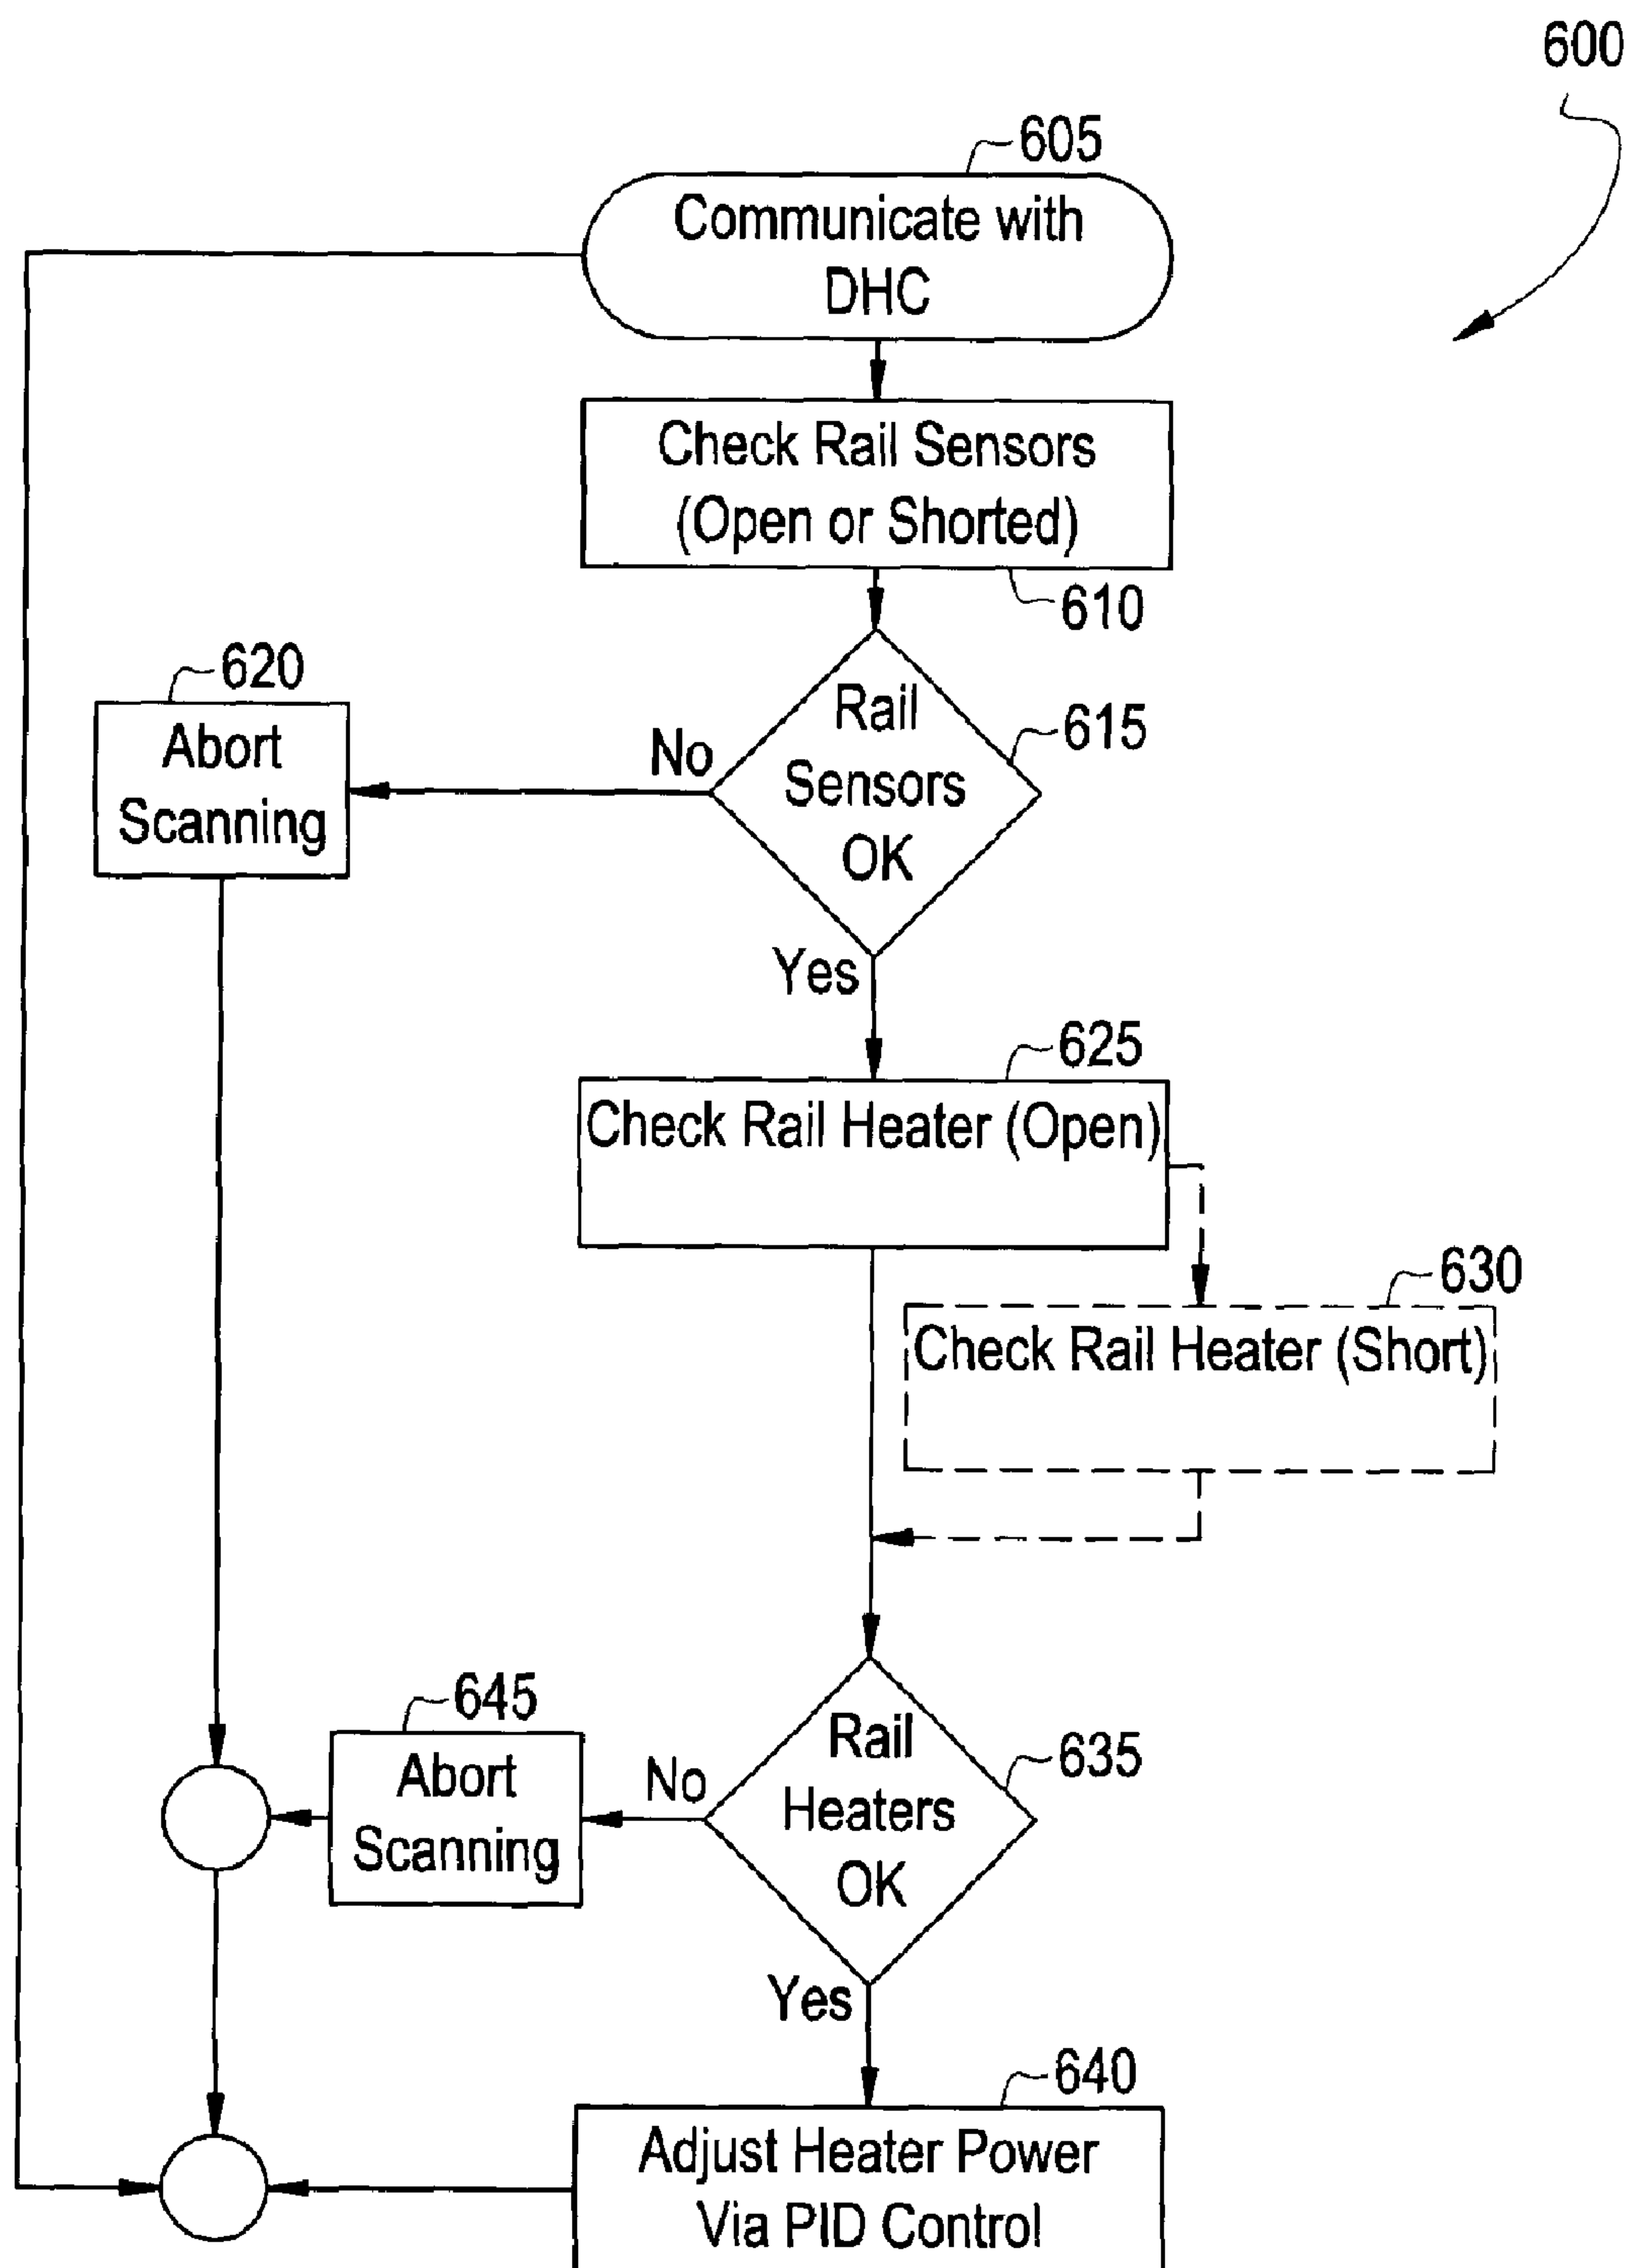 600
605
Communicate with
DHC
Check Rail Sensors
(Open or Shorted)
610
620
Abort
Scanning
No
Rail
Sensors
OK
615
Yes
625
Check Rail Heater (Open)
630
Check Rail Heater (Short)
645
Abort
Scanning
No
Rail
Heaters
OK
635
Yes
640
Adjust Heater Power
Via PID Control